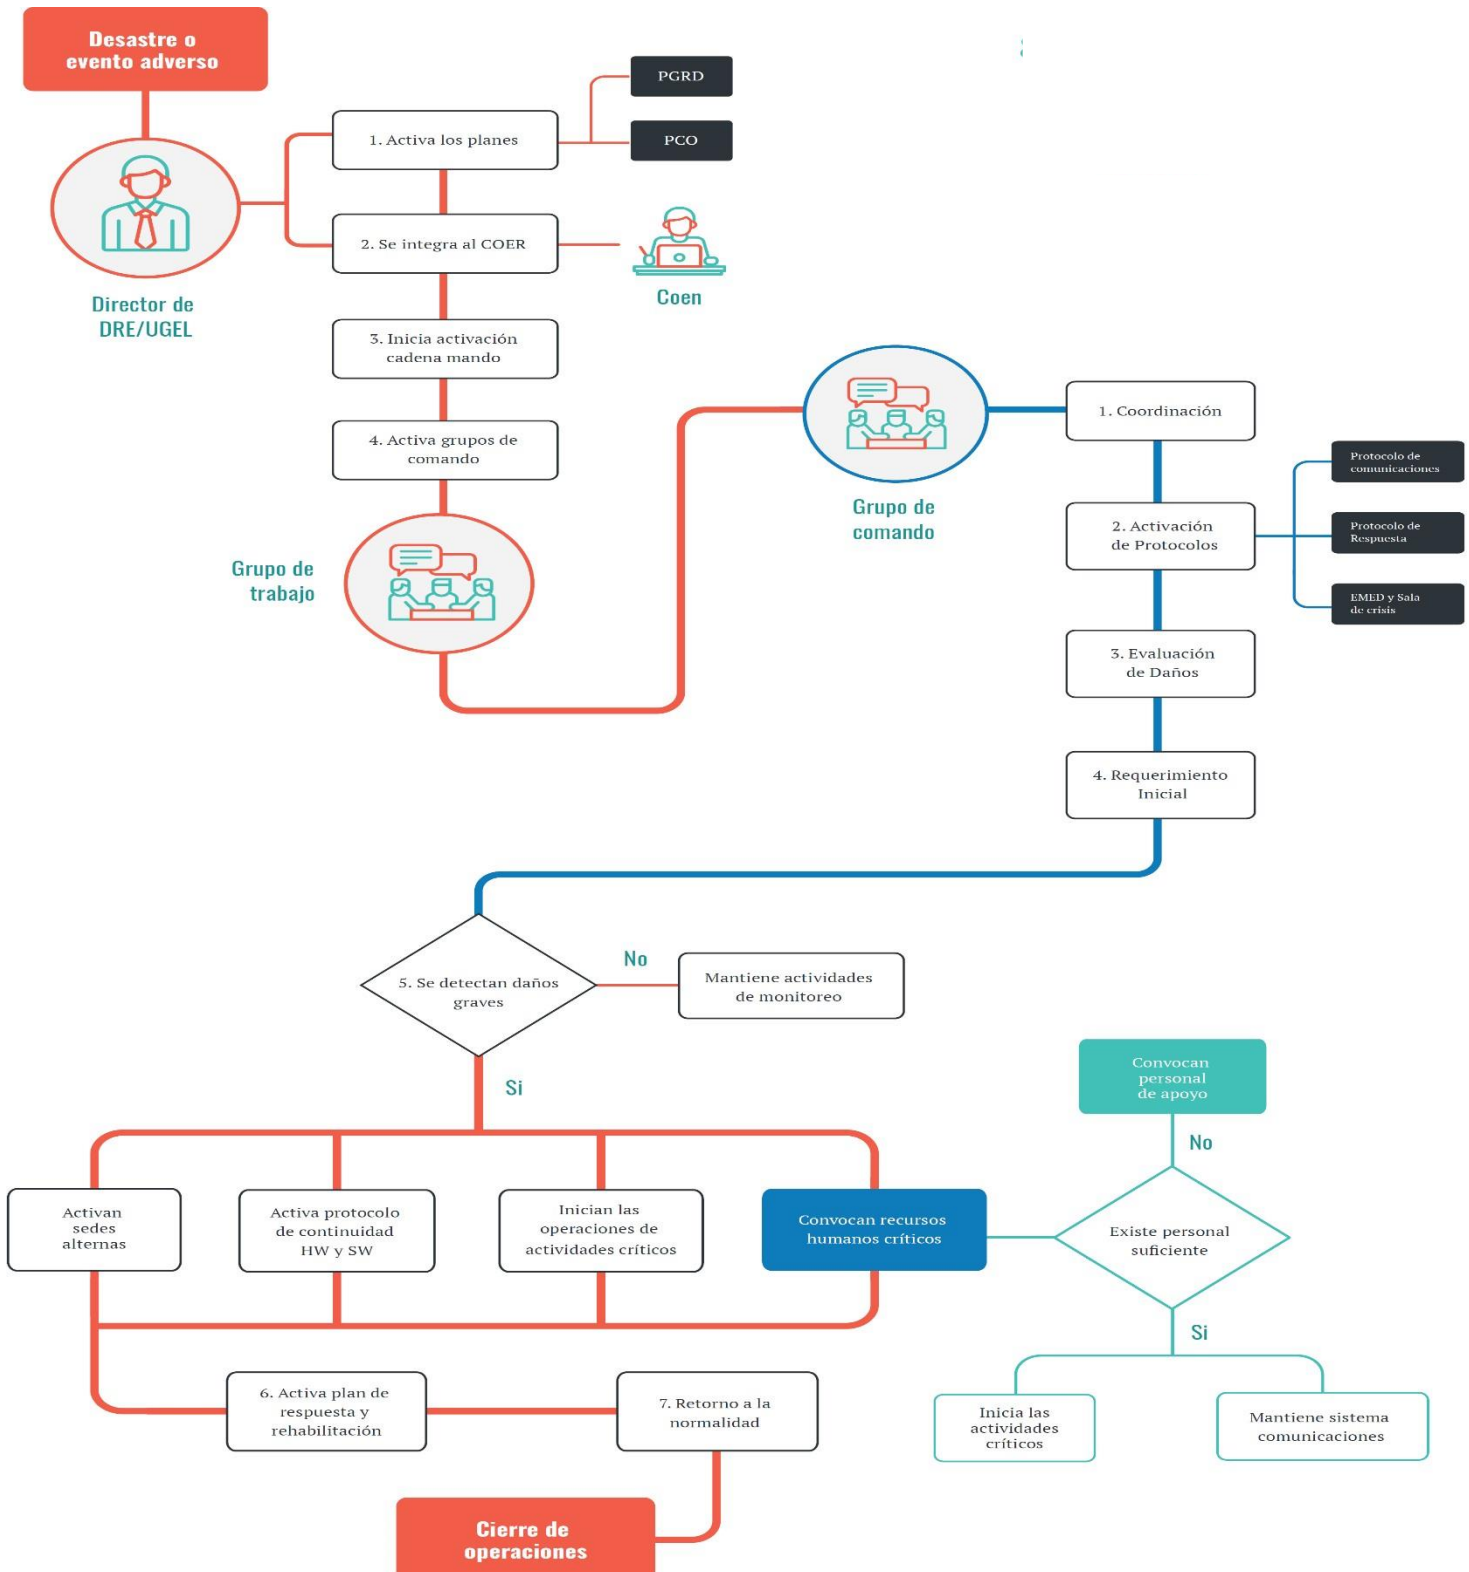 Desastre o
evento adverso
PGRD
1. Activa los planes
PCO
2. Se integra al COER
Coen
Director de
DRE/UGEL
3. Inicia activación
cadena mando
4. Activa grupos de
comando
Grupo de
trabajo
Grupo de
comando
1. Coordinación
Protocolo de
comunicaciones
2. Activación
de Protocolos
Protocolo de
Respuesta
EMED y Sala
de crisis
3. Evaluación
de Daños
4. Requerimiento
Inicial
5. Se detectan daños
graves
No
Mantiene actividades
de monitoreo
Si
Activan
sedes
alternas
Activa protocolo
de continuidad
HW y SW
Inician las
operaciones de
actividades críticos
Convocan recursos
humanos críticos
Convocan
personal
de apoyo
No
Existe personal
suficiente
Si
Inicia las
actividades
críticos
Mantiene sistema
comunicaciones
6. Activa plan de
respuesta y
rehabilitación
7. Retorno a la
normalidad
Cierre de
operaciones